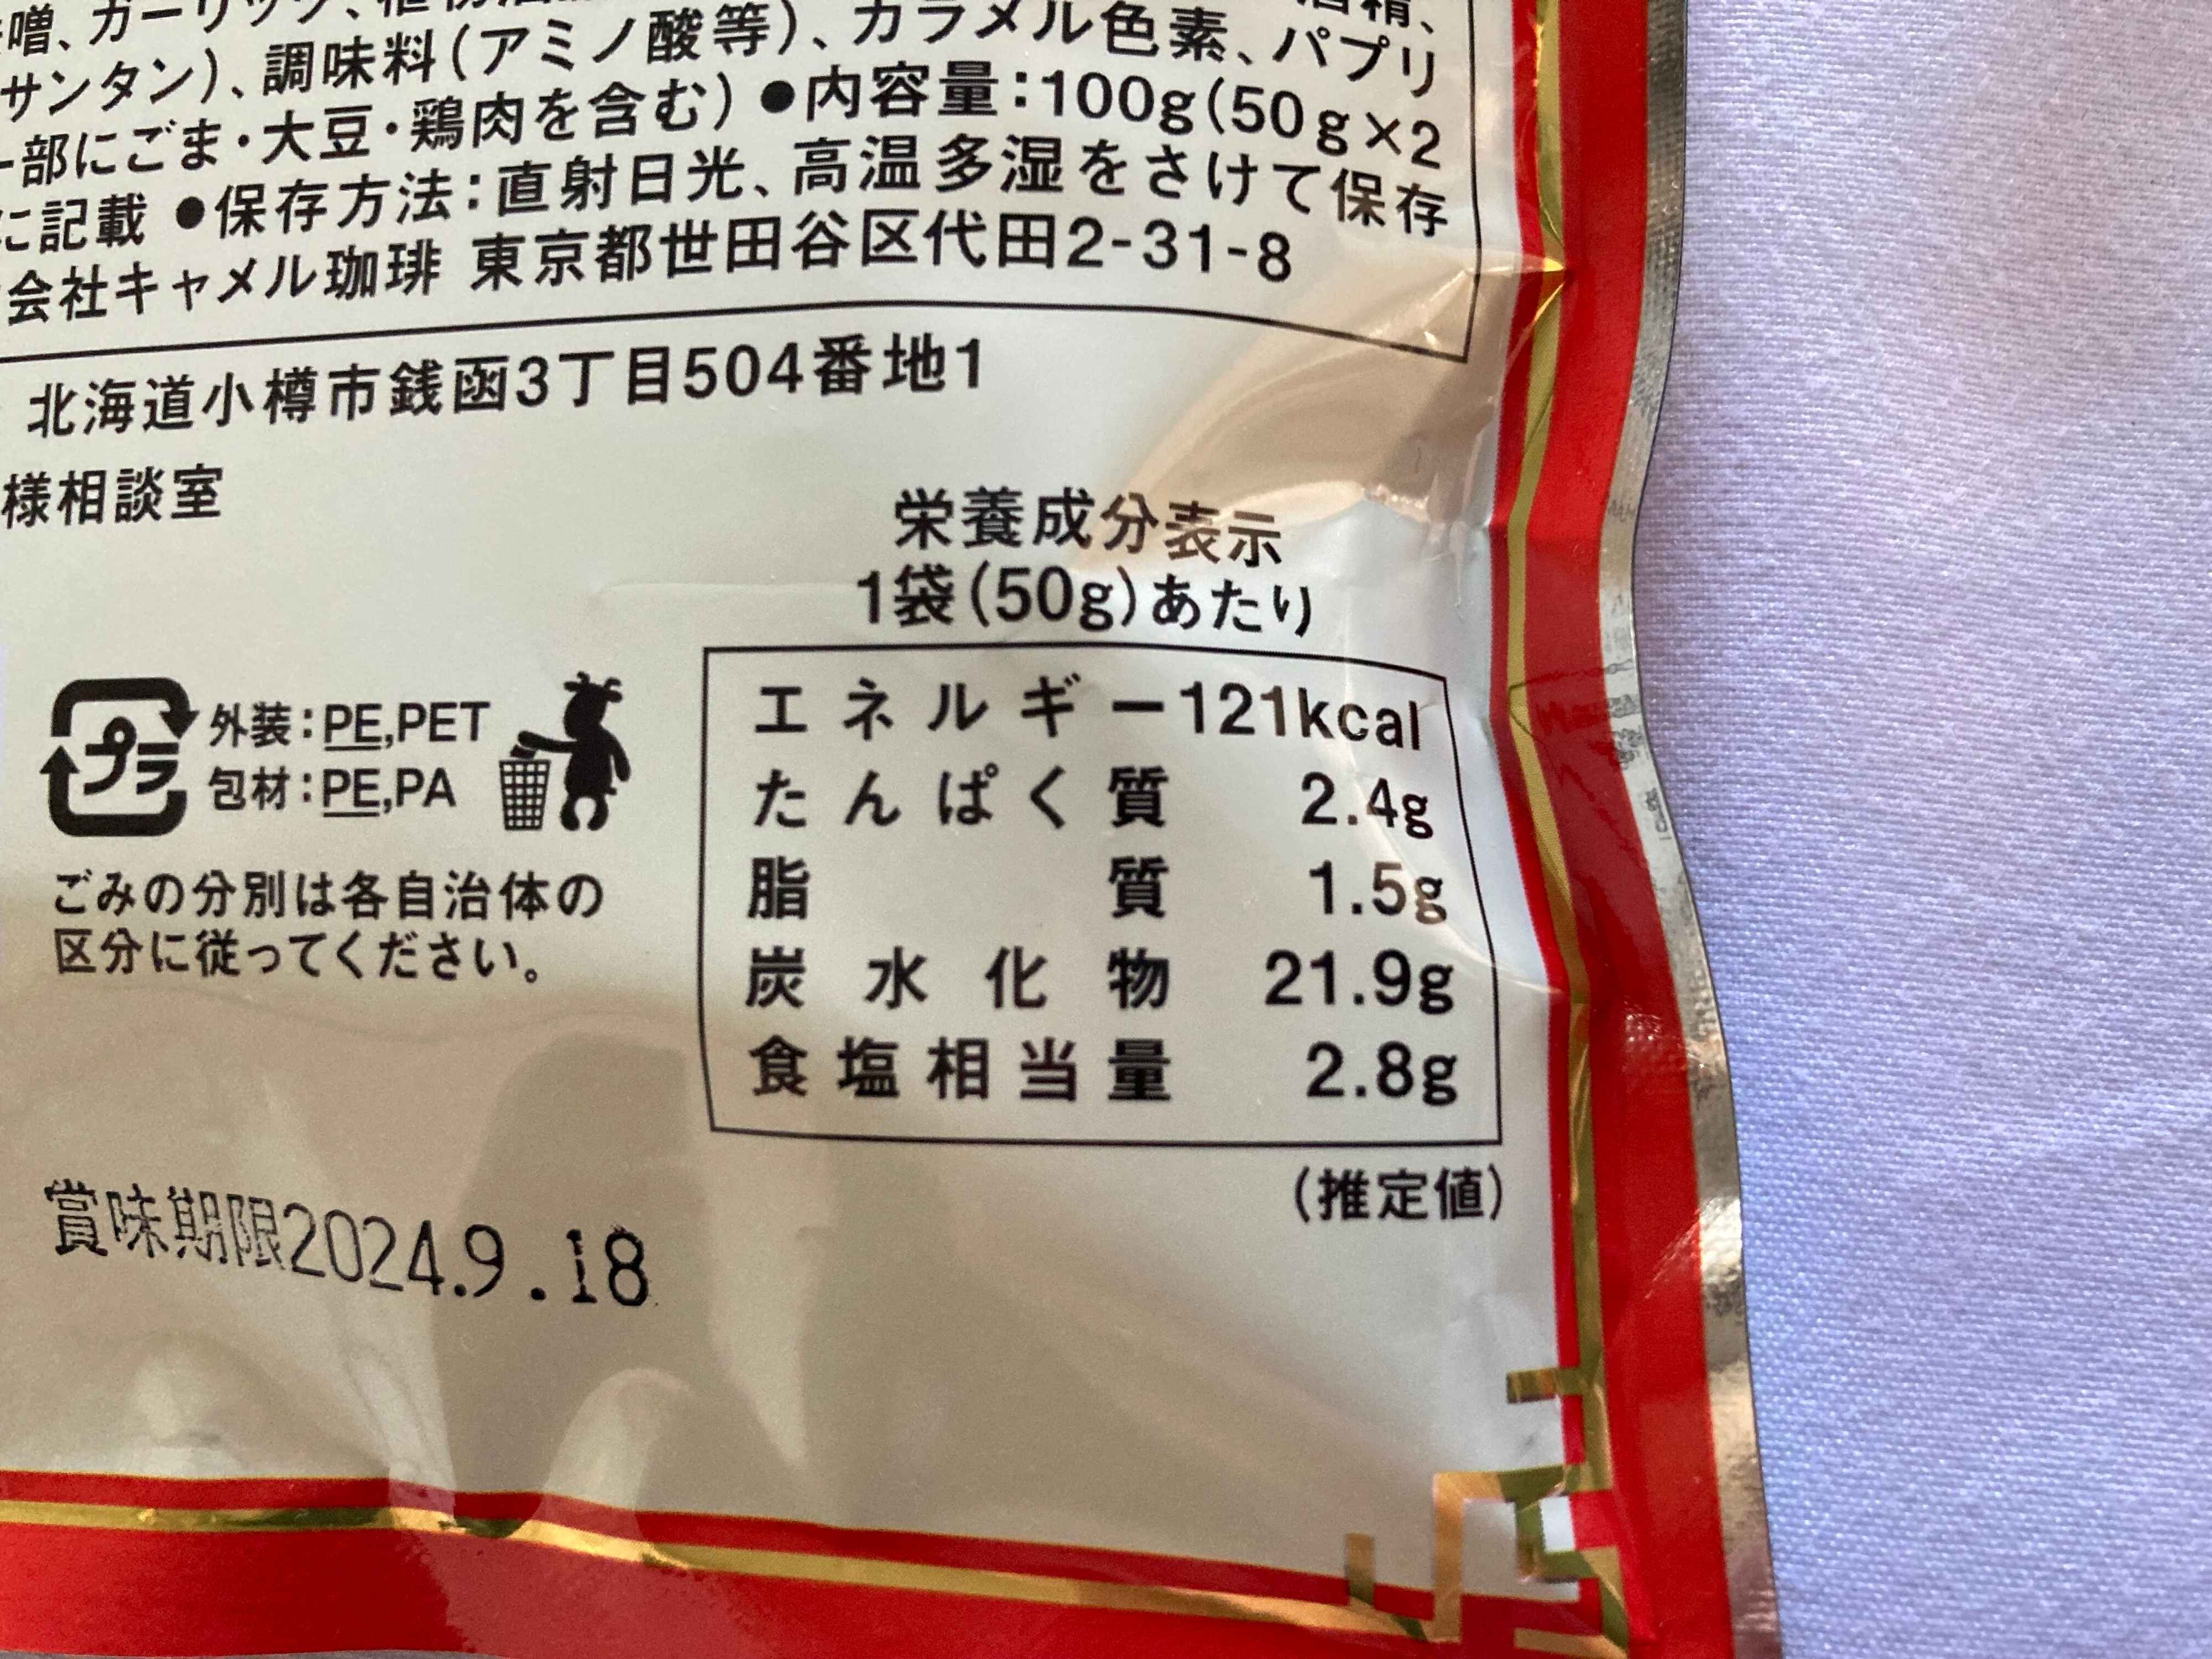 噌、ガーリック、
サンタン)、調味料(アミノ酸等)、カラメル色素、パプリ
一部にごま・大豆・鶏肉を含む) ●内容量:100g(50g×2
に記載 ●保存方法:直射日光、高温多湿をさけて保存
会社キャメル珈琲 東京都世田谷区代田2-31-8
北海道小樽市銭函3丁目504番地1
様相談室
栄養成分表示
1袋(50g)あたり
エネルギー121kcal
たんぱく質 2.4g
脂質 1.5g
炭水化物 21.9g
食塩相当量 2.8g
(推定値)
プラ
外装:PE,PET
包材:PE,PA
ごみの分別は各自治体の
区分に従ってください。
賞味期限2024.9.18